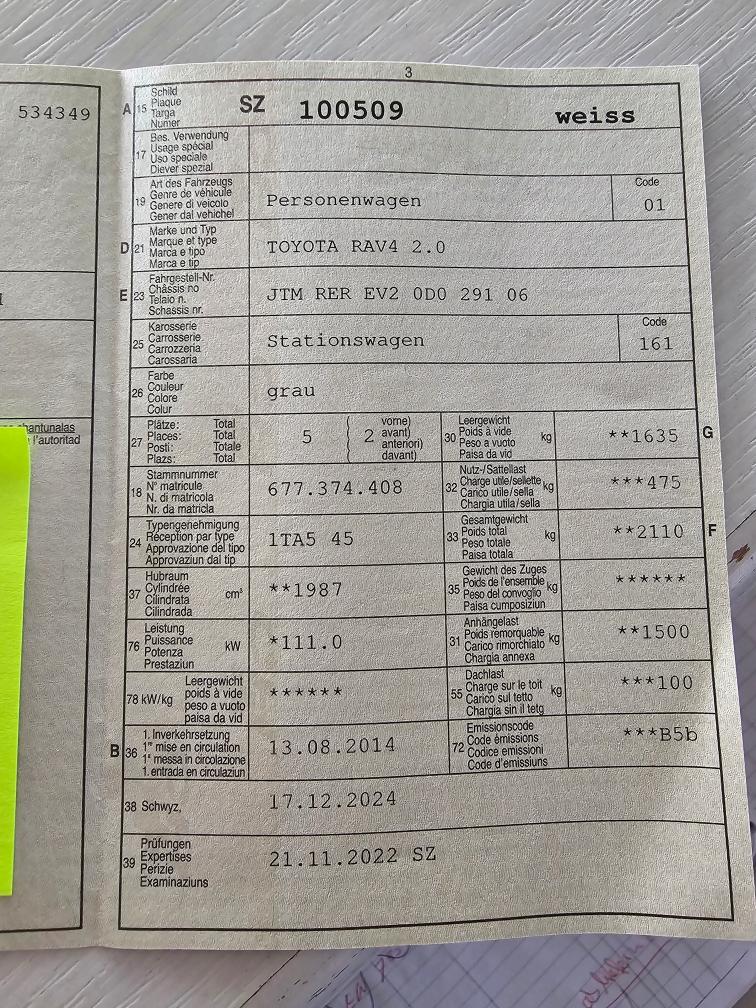 3
534349
A 15 Schild
Plaque
Targa
Numer
SZ 100509 weiss
17 Bes. Verwendung
Usage spécial
Uso speciale
Diever spezial
19 Art des Fahrzeugs
Genre de véhicule
Genere di veicolo
Gener dal vehichel
Personenwagen
Code
01
D 21 Marke und Typ
Marque et type
Marca e tipo
Marca e tip
TOYOTA RAV4 2.0
E 23 Fahrgestell-Nr.
Châssis no
Telaio n.
Schassis nr.
JTM RER EV2 0D0 291 06
25 Karosserie
Carrosserie
Carrozzeria
Carossaria
Stationswagen
Code
161
26 Farbe
Couleur
Colore
Colur
grau
27 Plätze: Total
Places: Total
Posti: Totale
Plazs: Total
5 ( 2 vorne)
avant)
anteriori)
davant)
30 Leergewicht
Poids à vide
Peso a vuoto
Paisa da vid
kg
**1635
G
18 Stammnummer
N° matricule
N. di matricola
Nr. da matricla
677.374.408
32 Nutz-/Sattellast
Charge utile/sellette
Carico utile/sella
Chargia utila/sella
kg
***475
24 Typengenehmigung
Réception par type
Approvazione del tipo
Approvaziun dal tip
1TA5 45
33 Gesamtgewicht
Poids total
Peso totale
Paisa totala
kg
**2110
F
37 Hubraum
Cylindrée
Cilindrata
Cilindrada
cm³
**1987
35 Gewicht des Zuges
Poids de l'ensemble
Peso del convoglio
Paisa cumposiziun
kg
******
76 Leistung
Puissance
Potenza
Prestaziun
kW
*111.0
31 Anhängelast
Poids remorquable
Carico rimorchiato
Chargia annexa
kg
**1500
78 kW/kg Leergewicht
poids à vide
peso a vuoto
paisa da vid
******
55 Dachlast
Charge sur le toit
Carico sul tetto
Chargia sin il tetg
kg
***100
B 36 1. Inverkehrsetzung
1re mise en circulation
1a messa in circolazione
1. entrada en circulaziun
13.08.2014
72 Emissionscode
Code émissions
Codice emissioni
Code d'emissiuns
***B5b
38 Schwyz, 17.12.2024
39 Prüfungen
Expertises
Perizie
Examinaziuns
21.11.2022 SZ
chantunalas
l'autoritad